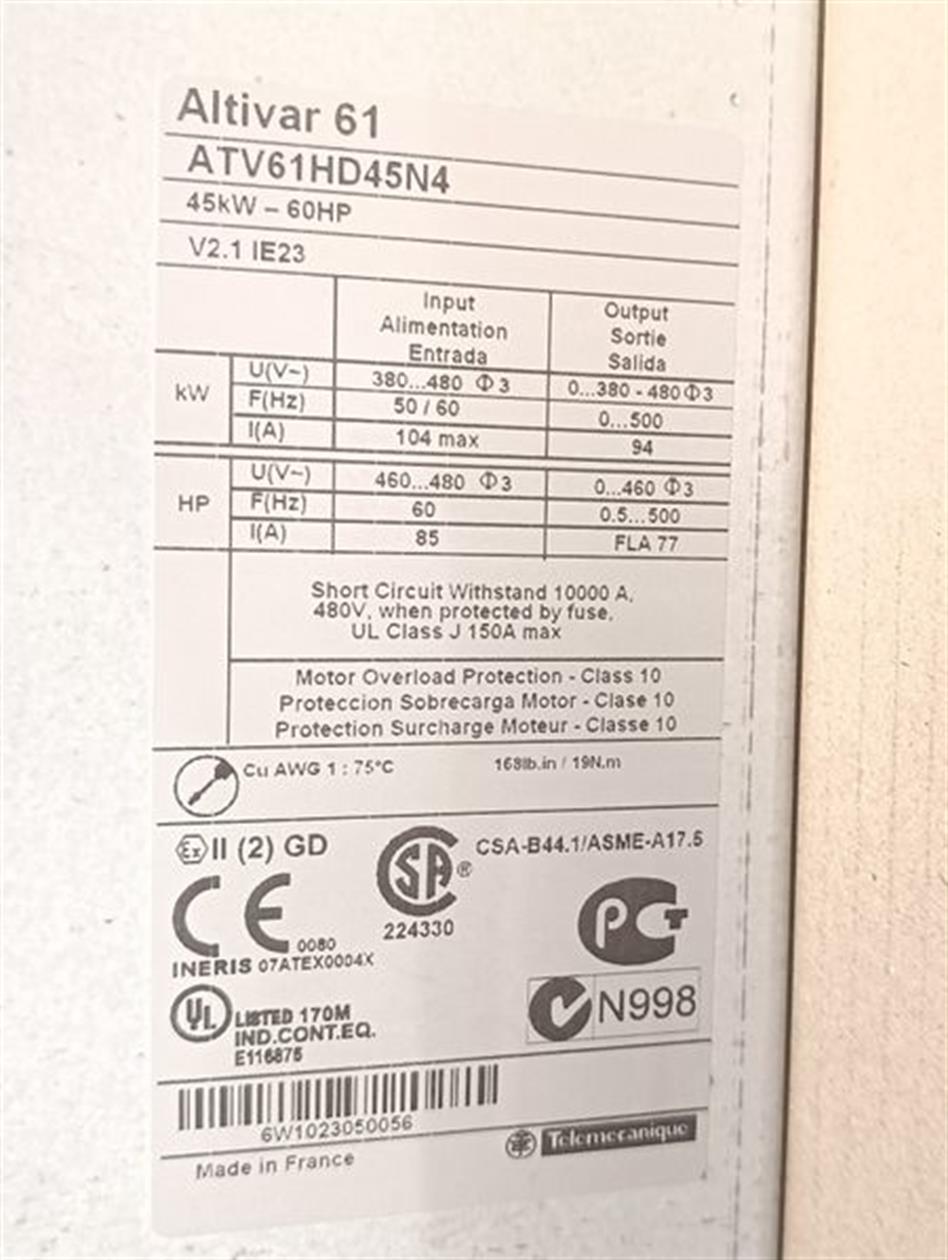 Altivar 61
ATV61HD45N4
45kW – 60HP
V2.1 IE23
Input Output
Alimentation Sortie
Entrada Salida
kW
U(V~) 380...480 Φ3 0...380 - 480Φ3
F(Hz) 50 / 60 0...500
I(A) 104 max 94
HP
U(V~) 460...480 Φ3 0...460 Φ3
F(Hz) 60 0.5...500
I(A) 85 FLA 77
Short Circuit Withstand 10000 A,
480V, when protected by fuse,
UL Class J 150A max
Motor Overload Protection - Class 10
Proteccion Sobrecarga Motor - Clase 10
Protection Surcharge Moteur - Classe 10
Cu AWG 1 : 75°C 168lb.in / 19N.m
Ex II (2) GD
CSA-B44.1/ASME-A17.5
SA ®
224330
CE 0080
PCT
INERIS 07ATEX0004X
UL LISTED 170M
IND.CONT.EQ.
E116875
N998
6W1023050056
Telemecanique
Made in France